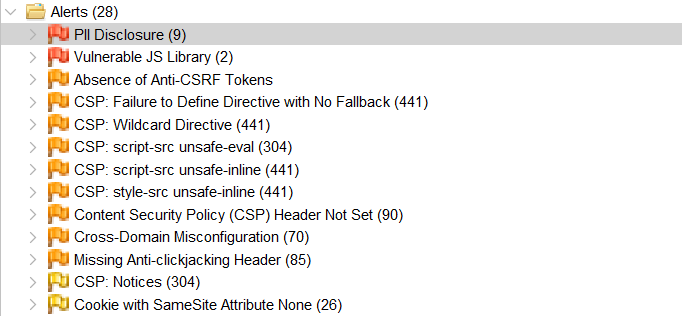 Alerts (28)
PII Disclosure (9)
Vulnerable JS Library (2)
Absence of Anti-CSRF Tokens
CSP: Failure to Define Directive with No Fallback (441)
CSP: Wildcard Directive (441)
CSP: script-src unsafe-eval (304)
CSP: script-src unsafe-inline (441)
CSP: style-src unsafe-inline (441)
Content Security Policy (CSP) Header Not Set (90)
Cross-Domain Misconfiguration (70)
Missing Anti-clickjacking Header (85)
CSP: Notices (304)
Cookie with SameSite Attribute None (26)